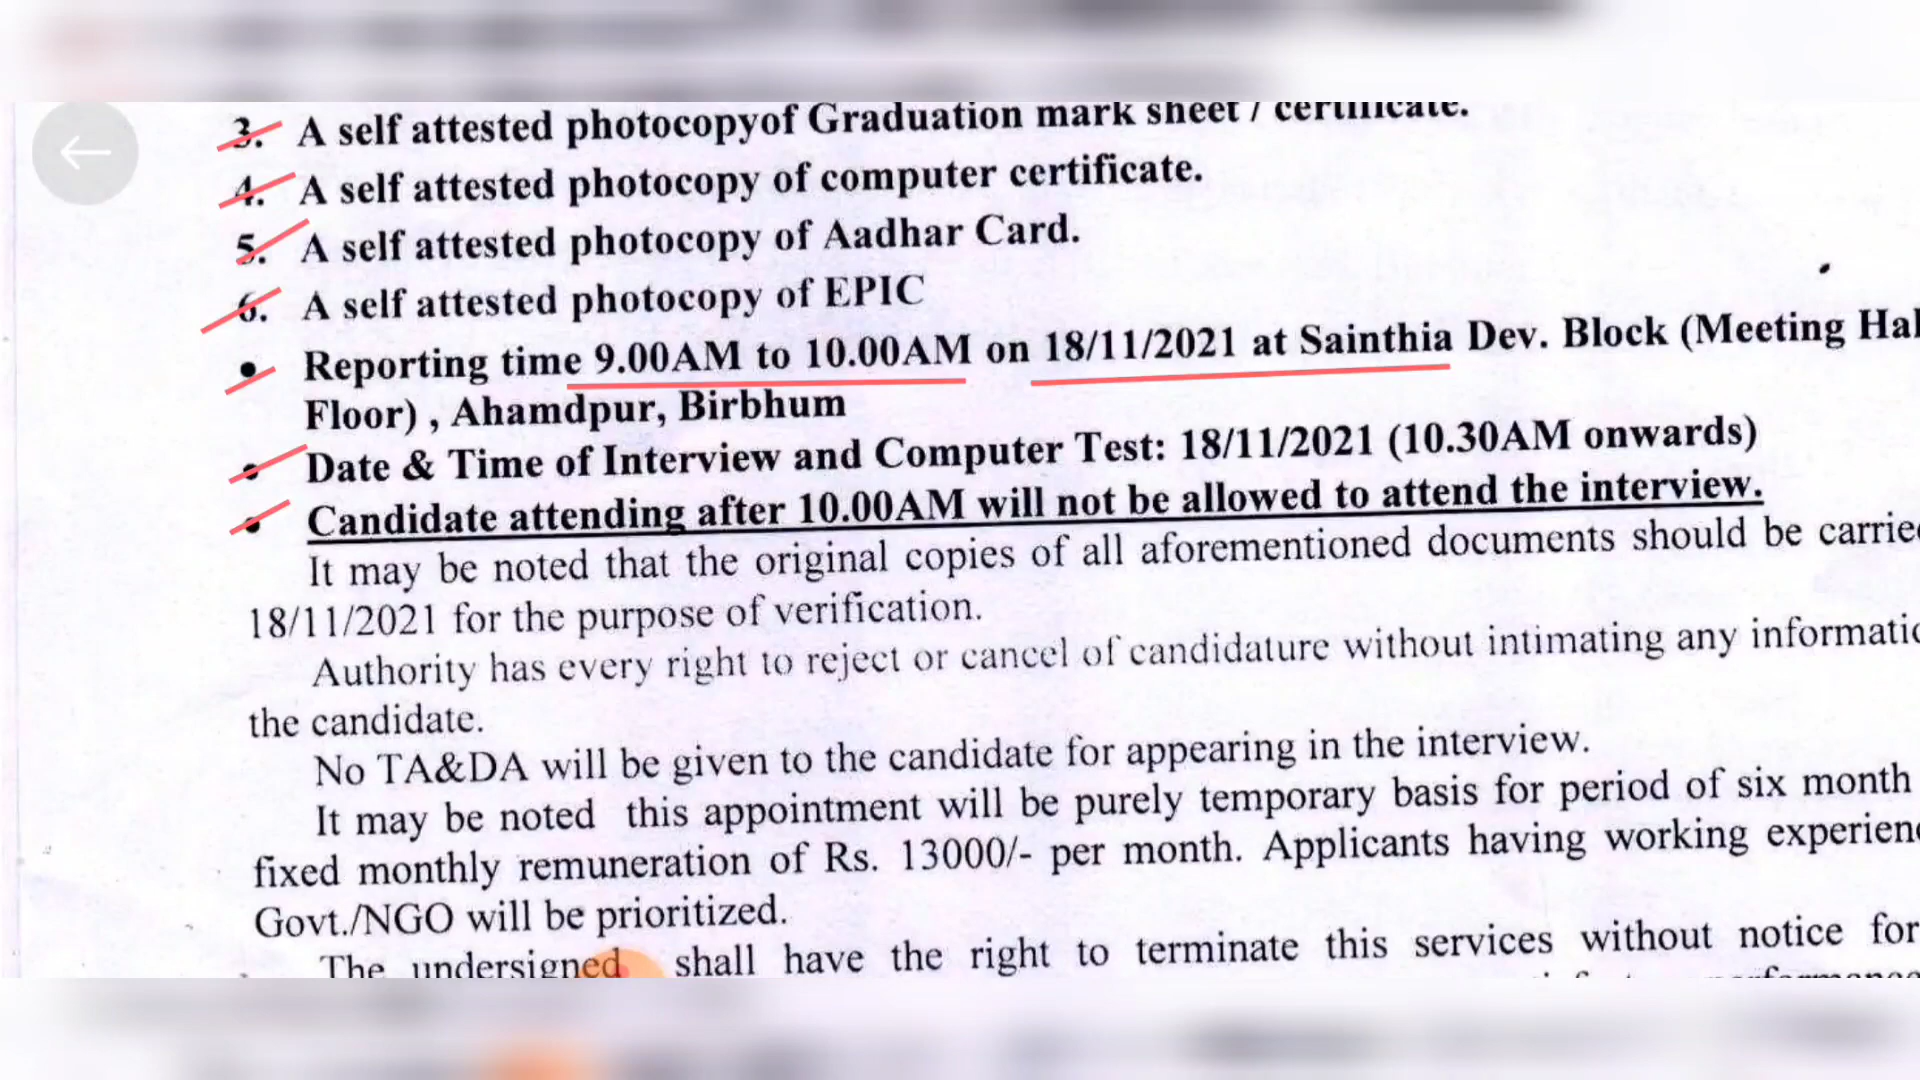 3. A self attested photocopyof Graduation mark sheet / certificate.
4. A self attested photocopy of computer certificate.
5. A self attested photocopy of Aadhar Card.
6. A self attested photocopy of EPIC
• Reporting time 9.00AM to 10.00AM on 18/11/2021 at Sainthia Dev. Block (Meeting Hal
Floor) , Ahamdpur, Birbhum
• Date & Time of Interview and Computer Test: 18/11/2021 (10.30AM onwards)
• Candidate attending after 10.00AM will not be allowed to attend the interview.
It may be noted that the original copies of all aforementioned documents should be carrie
18/11/2021 for the purpose of verification.
Authority has every right to reject or cancel of candidature without intimating any informatio
the candidate.
No TA&DA will be given to the candidate for appearing in the interview.
It may be noted this appointment will be purely temporary basis for period of six month
fixed monthly remuneration of Rs. 13000/- per month. Applicants having working experien
Govt./NGO will be prioritized.
The undersigned shall have the right to terminate this services without notice for